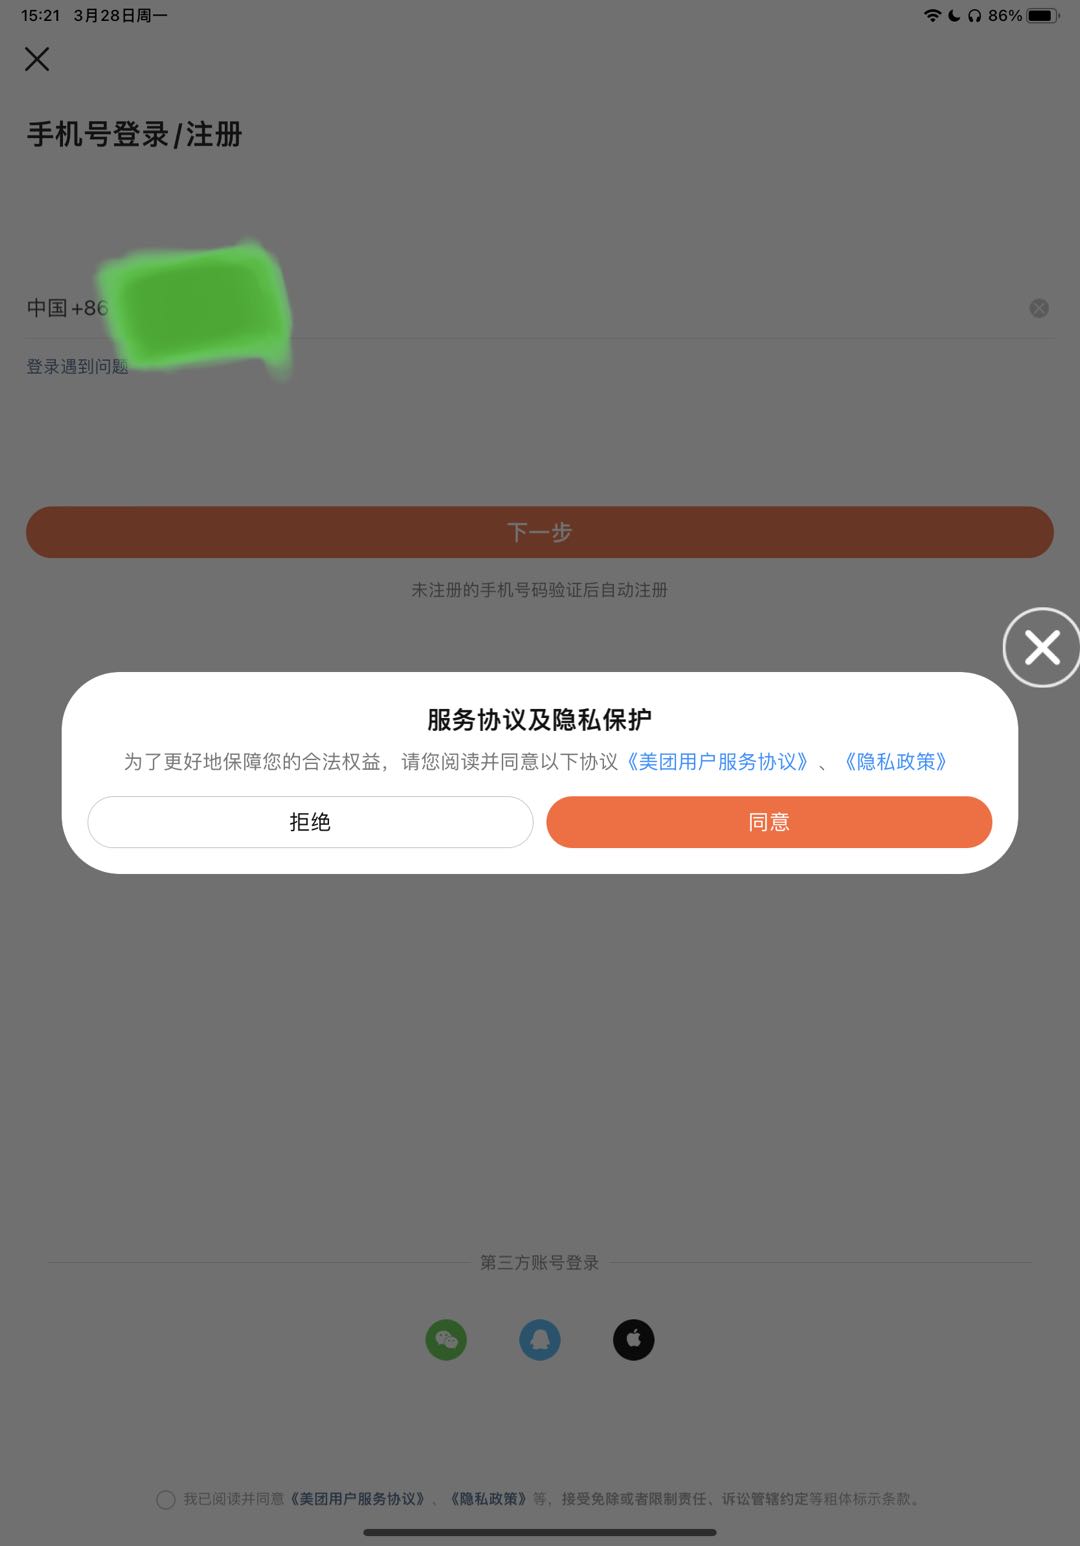 15:21 3月28日周一
86%
手机号登录/注册
中国+86
登录遇到问题
下一步
未注册的手机号码验证后自动注册
服务协议及隐私保护
为了更好地保障您的合法权益，请您阅读并同意以下协议《美团用户服务协议》、《隐私政策》
拒绝
同意
第三方账号登录
我已阅读并同意《美团用户服务协议》、《隐私政策》等，接受免除或者限制责任、诉讼管辖约定等粗体标示条款。